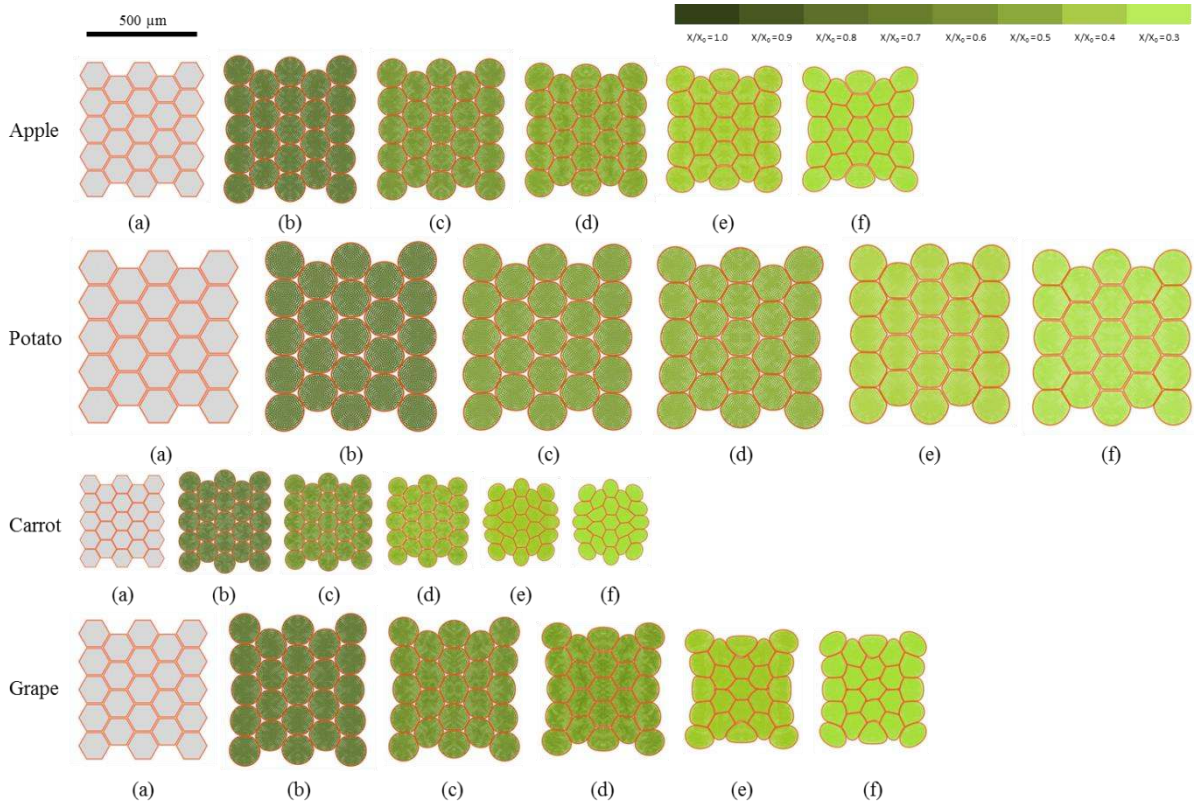 500 µm
X/X₀ = 1.0 X/X₀ = 0.9 X/X₀ = 0.8 X/X₀ = 0.7 X/X₀ = 0.6 X/X₀ = 0.5 X/X₀ = 0.4 X/X₀ = 0.3
Apple
(a) (b) (c) (d) (e) (f)
Potato
(a) (b) (c) (d) (e) (f)
Carrot
(a) (b) (c) (d) (e) (f)
Grape
(a) (b) (c) (d) (e) (f)